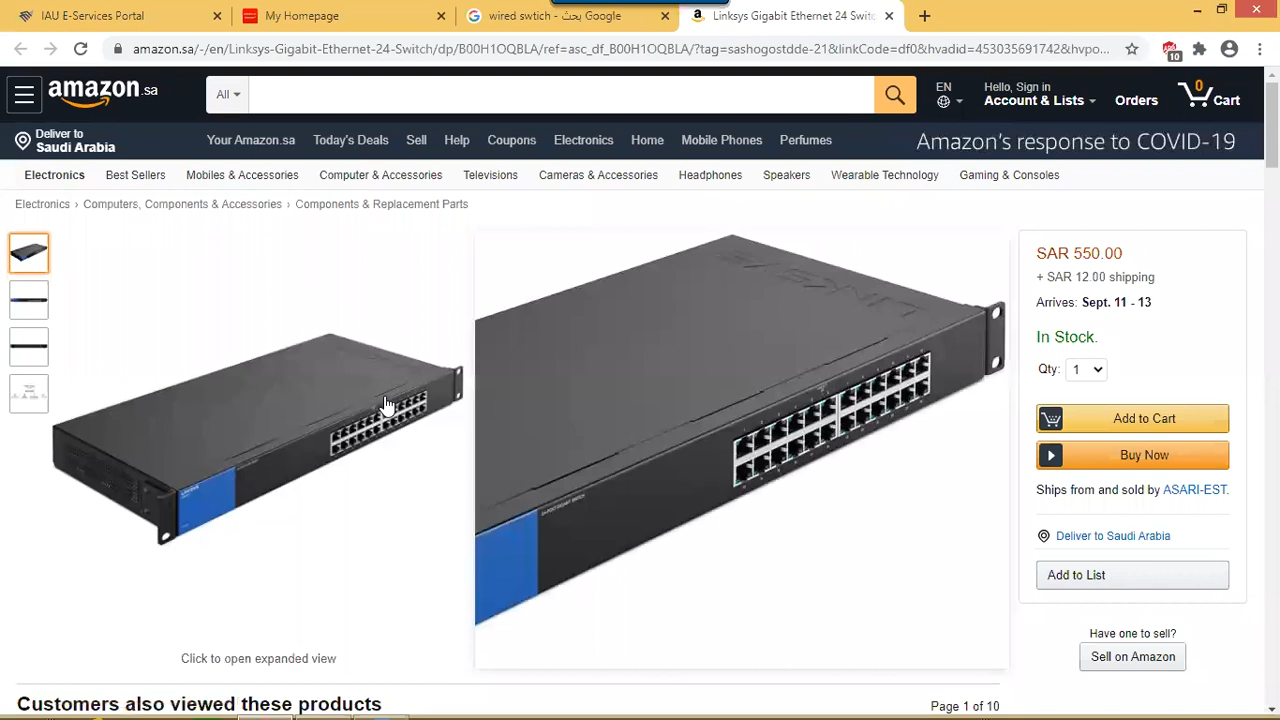 IAU E-Services Portal
My Homepage
wired swtich - بحث Google
Linksys Gigabit Ethernet 24 Switc
amazon.sa/-/en/Linksys-Gigabit-Ethernet-24-Switch/dp/B00H1OQBLA/ref=asc_df_B00H1OQBLA/?tag=sashogostdde-21&linkCode=df0&hvadid=453035691742&hvpo...
10
amazon.sa
All
EN
Hello, Sign in
Account & Lists
Orders
0
Cart
Deliver to
Saudi Arabia
Your Amazon.sa
Today's Deals
Sell
Help
Coupons
Electronics
Home
Mobile Phones
Perfumes
Amazon's response to COVID-19
Electronics
Best Sellers
Mobiles & Accessories
Computer & Accessories
Televisions
Cameras & Accessories
Headphones
Speakers
Wearable Technology
Gaming & Consoles
Electronics › Computers, Components & Accessories › Components & Replacement Parts
LINKSYS
SAR 550.00
+ SAR 12.00 shipping
Arrives: Sept. 11 - 13
In Stock.
Qty: 1
Add to Cart
Buy Now
Ships from and sold by ASARI-EST.
Deliver to Saudi Arabia
Add to List
Have one to sell?
Sell on Amazon
Click to open expanded view
Customers also viewed these products
Page 1 of 10